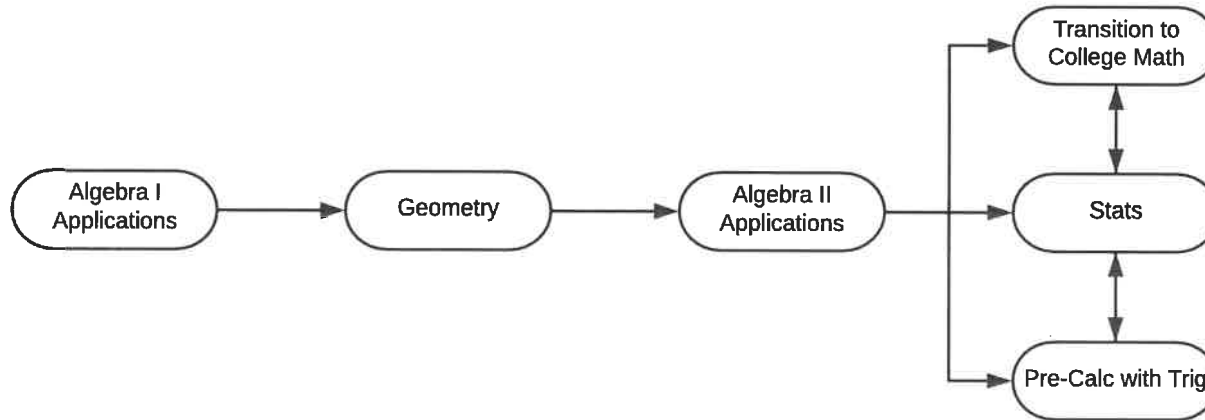 Transition to
College Math
Algebra I
Applications
Geometry
Algebra II
Applications
Stats
Pre-Calc with Trig